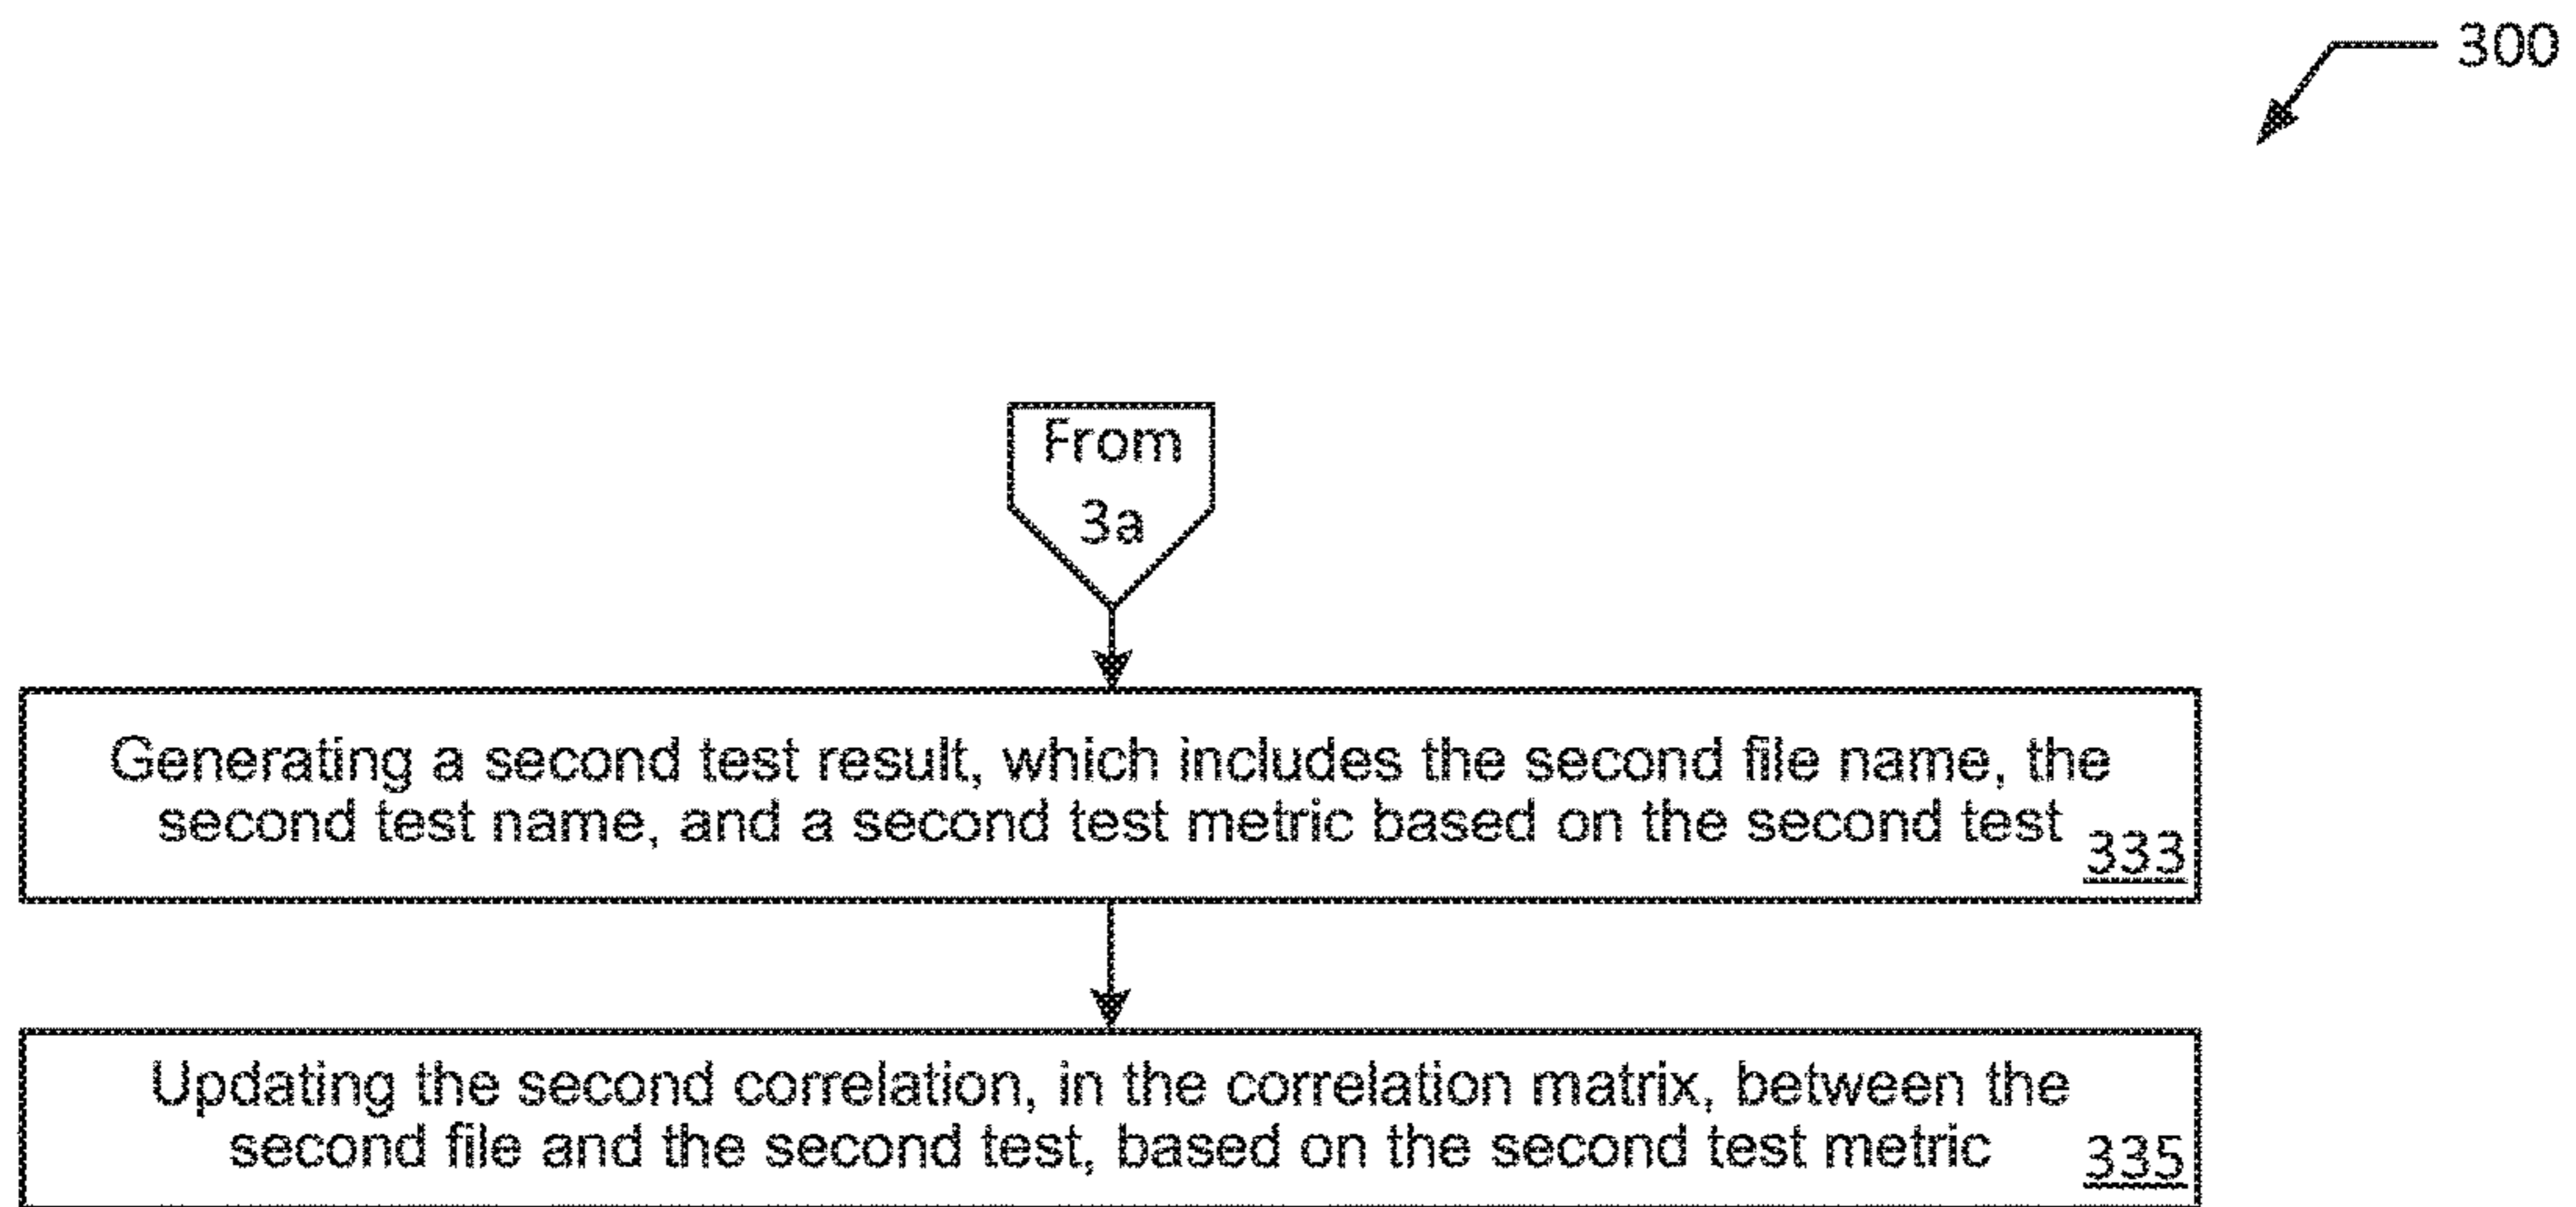 300
From
3a
Generating a second test result, which includes the second file name, the
second test name, and a second test metric based on the second test
333
Updating the second correlation, in the correlation matrix, between the
second file and the second test, based on the second test metric
335